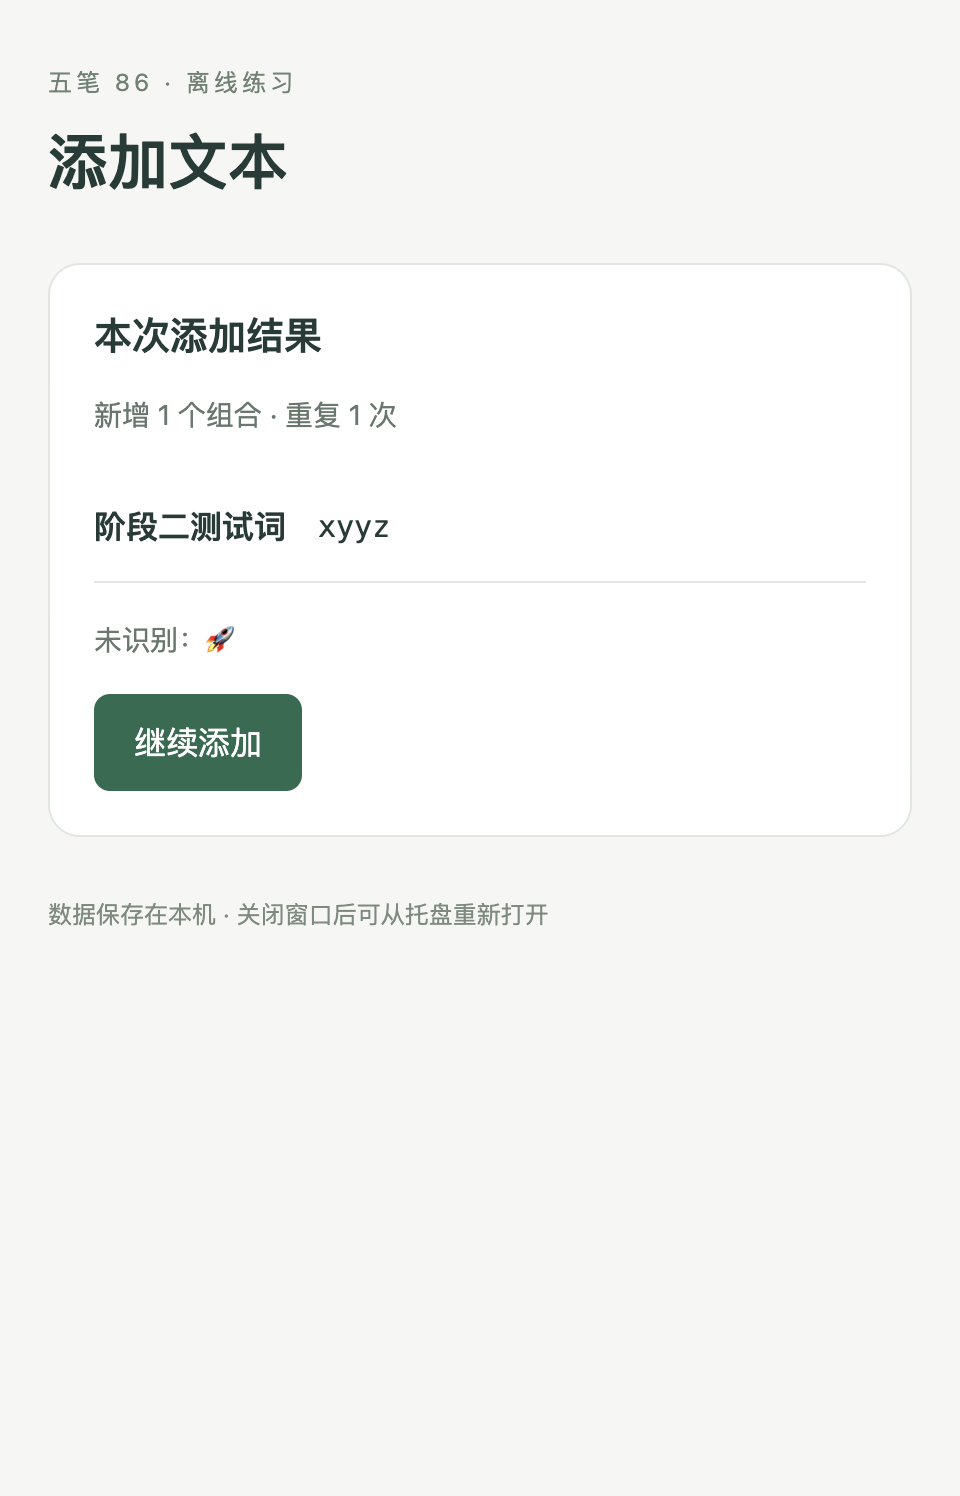 五笔 86 · 离线练习
添加文本
本次添加结果
新增 1 个组合 · 重复 1 次
阶段二测试词 xyyz
未识别：🚀
继续添加
数据保存在本机 · 关闭窗口后可从托盘重新打开